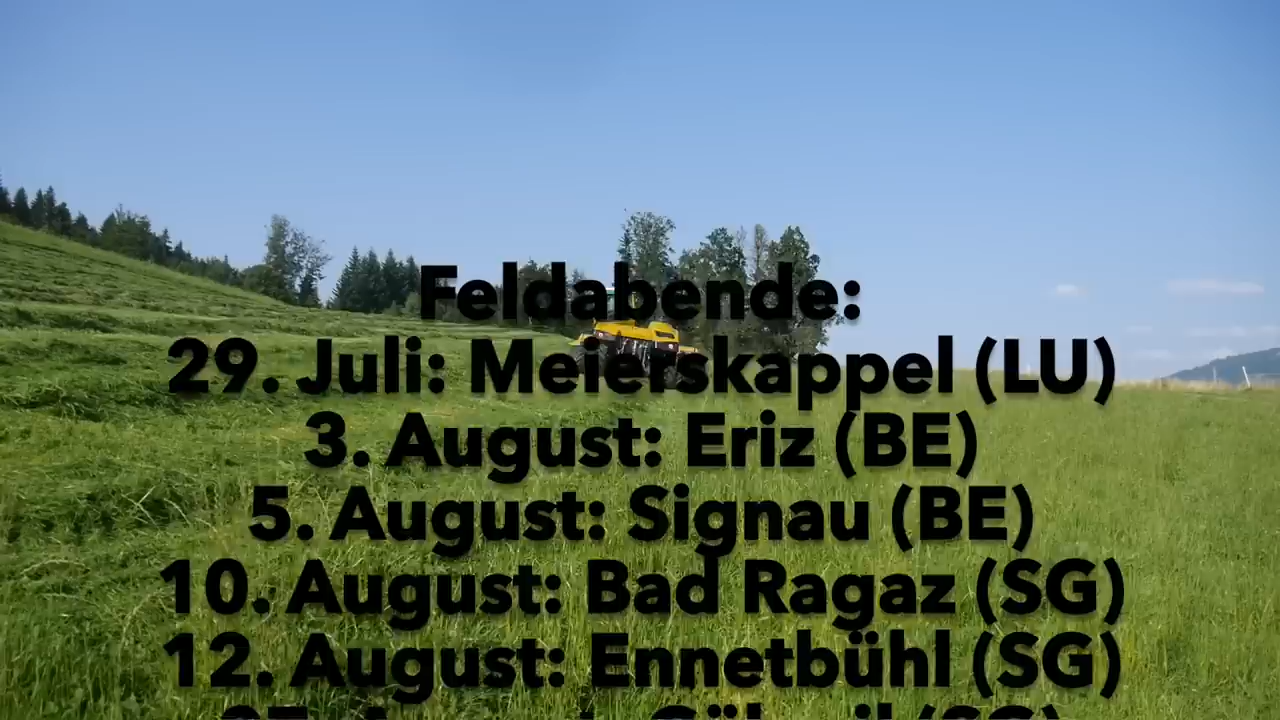 Feldabende:
29. Juli: Meierskappel (LU)
3. August: Eriz (BE)
5. August: Signau (BE)
10. August: Bad Ragaz (SG)
12. August: Ennetbühl (SG)